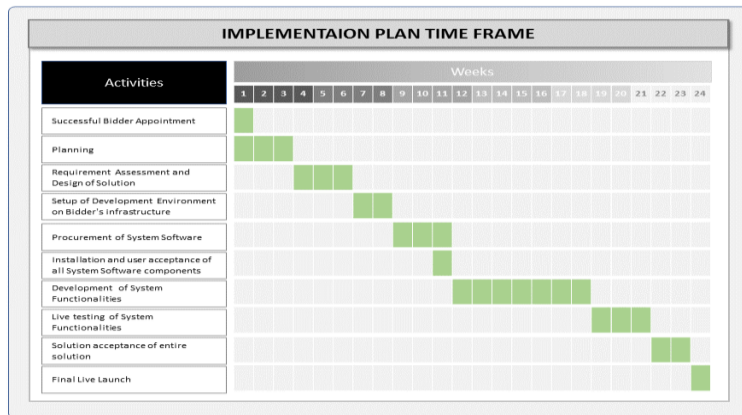 IMPLEMENTAION PLAN TIME FRAME
Activities
Weeks
1 2 3 4 5 6 7 8 9 10 11 12 13 14 15 16 17 18 19 20 21 22 23 24
Successful Bidder Appointment
Planning
Requirement Assessment and
Design of Solution
Setup of Development Environment
on Bidder's infrastructure
Procurement of System Software
Installation and user acceptance of
all System Software components
Development of System
Functionalities
Live testing of System
Functionalities
Solution acceptance of entire
solution
Final Live Launch